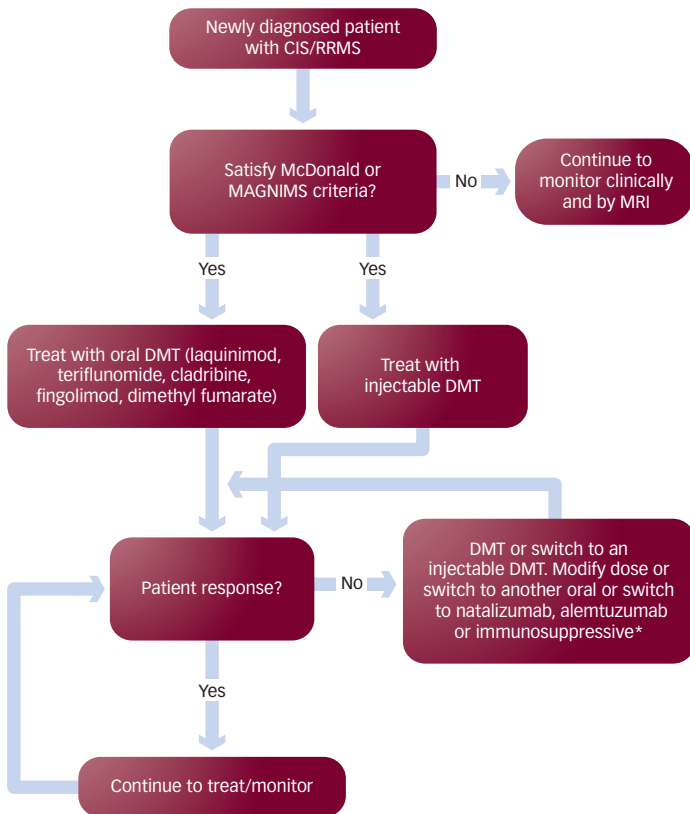 Newly diagnosed patient
with CIS/RRMS
Satisfy McDonald or
MAGNIMS criteria?
No
Continue to
monitor clinically
and by MRI
Yes
Yes
Treat with oral DMT (laquinimod,
teriflunomide, cladribine,
fingolimod, dimethyl fumarate)
Treat with
injectable DMT
Patient response?
No
DMT or switch to an
injectable DMT. Modify dose or
switch to another oral or switch
to natalizumab, alemtuzumab
or immunosuppressive*
Yes
Continue to treat/monitor